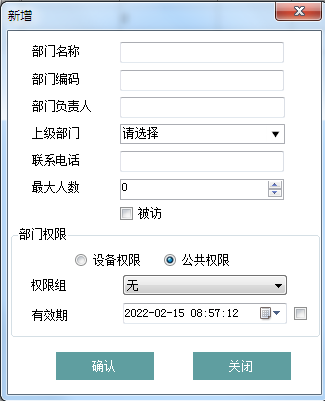 新增
部门名称
部门编码
部门负责人
上级部门 请选择
联系电话
最大人数 0
被访
部门权限
设备权限 公共权限
权限组 无
有效期 2022-02-15 08:57:12
确认 关闭